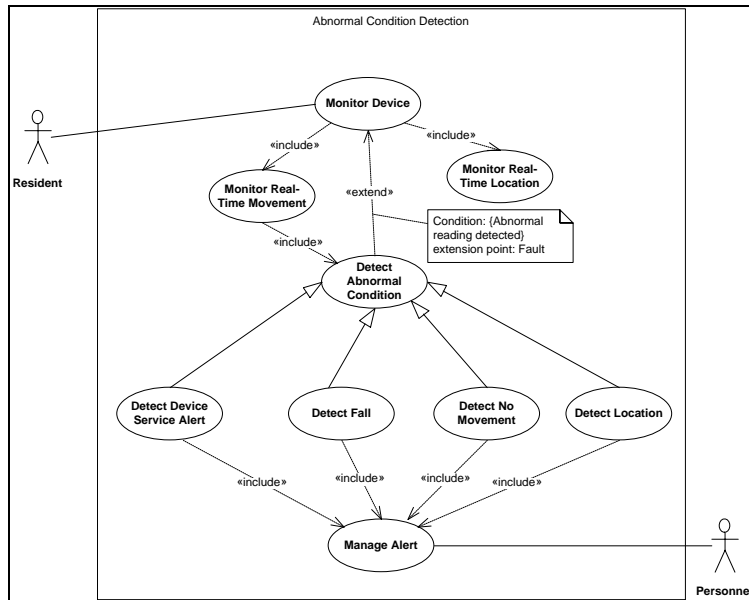 Abnormal Condition Detection
Monitor Device
«include»
«include»
Resident
Monitor Real-
Time Movement
Monitor Real-
Time Location
«extend»
Condition: {Abnormal
reading detected}
extension point: Fault
«include»
Detect
Abnormal
Condition
Detect Device
Service Alert
Detect Fall
Detect No
Movement
Detect Location
«include»
«include»
«include»
«include»
Manage Alert
Personnel